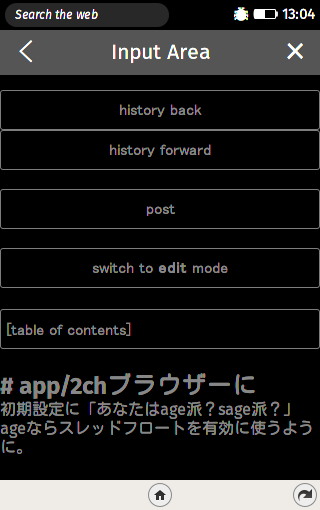 Search the web
13:04
Input Area
history back
history forward
post
switch to edit mode
[table of contents]
# app/2chブラウザーに
初期設定に「あなたはage派？sage派？」
ageならスレッドフロートを有効に使うよう
に。